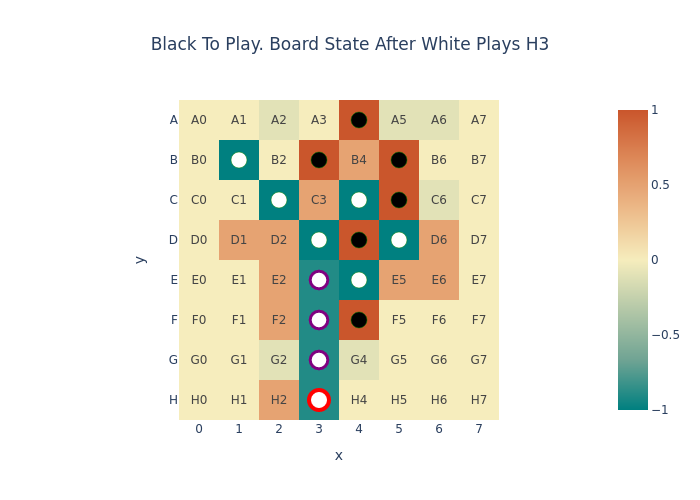 Black To Play. Board State After White Plays H3
A A0 A1 A2 A3 A5 A6 A7 1
B B0 B2 B4 B6 B7
C C0 C1 C3 C6 C7 0.5
D D0 D1 D2 D6 D7
y 0
E E0 E1 E2 E5 E6 E7
F F0 F1 F2 F5 F6 F7 −0.5
G G0 G1 G2 G4 G5 G6 G7
H H0 H1 H2 H4 H5 H6 H7 −1
0 1 2 3 4 5 6 7
x